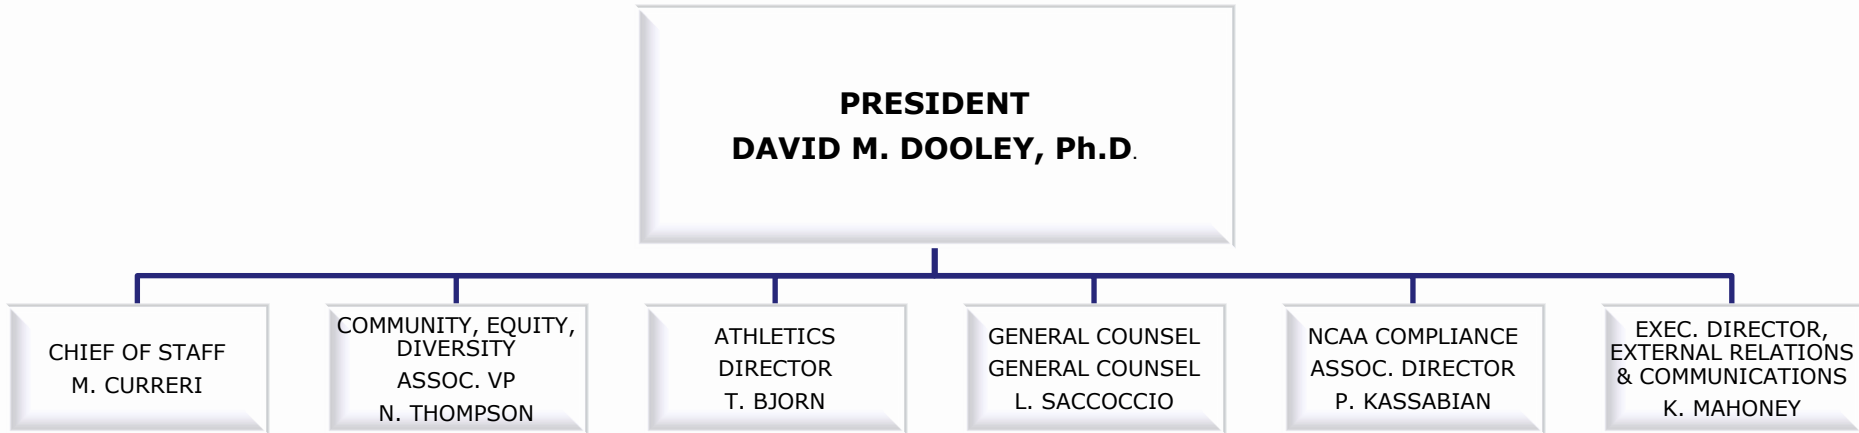 PRESIDENT
DAVID M. DOOLEY, Ph.D.
CHIEF OF STAFF
M. CURRERI
COMMUNITY, EQUITY,
DIVERSITY
ASSOC. VP
N. THOMPSON
ATHLETICS
DIRECTOR
T. BJORN
GENERAL COUNSEL
GENERAL COUNSEL
L. SACCOCCIO
NCAA COMPLIANCE
ASSOC. DIRECTOR
P. KASSABIAN
EXEC. DIRECTOR,
EXTERNAL RELATIONS
& COMMUNICATIONS
K. MAHONEY